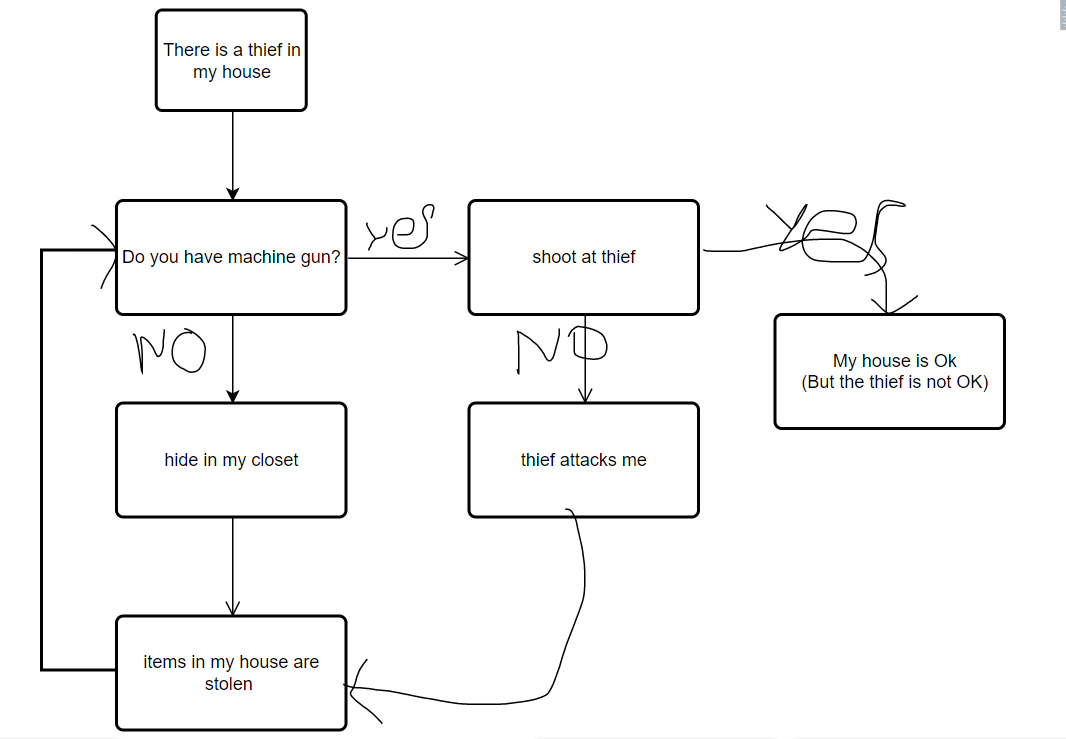 There is a thief in
my house
Do you have machine gun?
yes
shoot at thief
yes
NO
NO
My house is Ok
(But the thief is not OK)
hide in my closet
thief attacks me
items in my house are
stolen